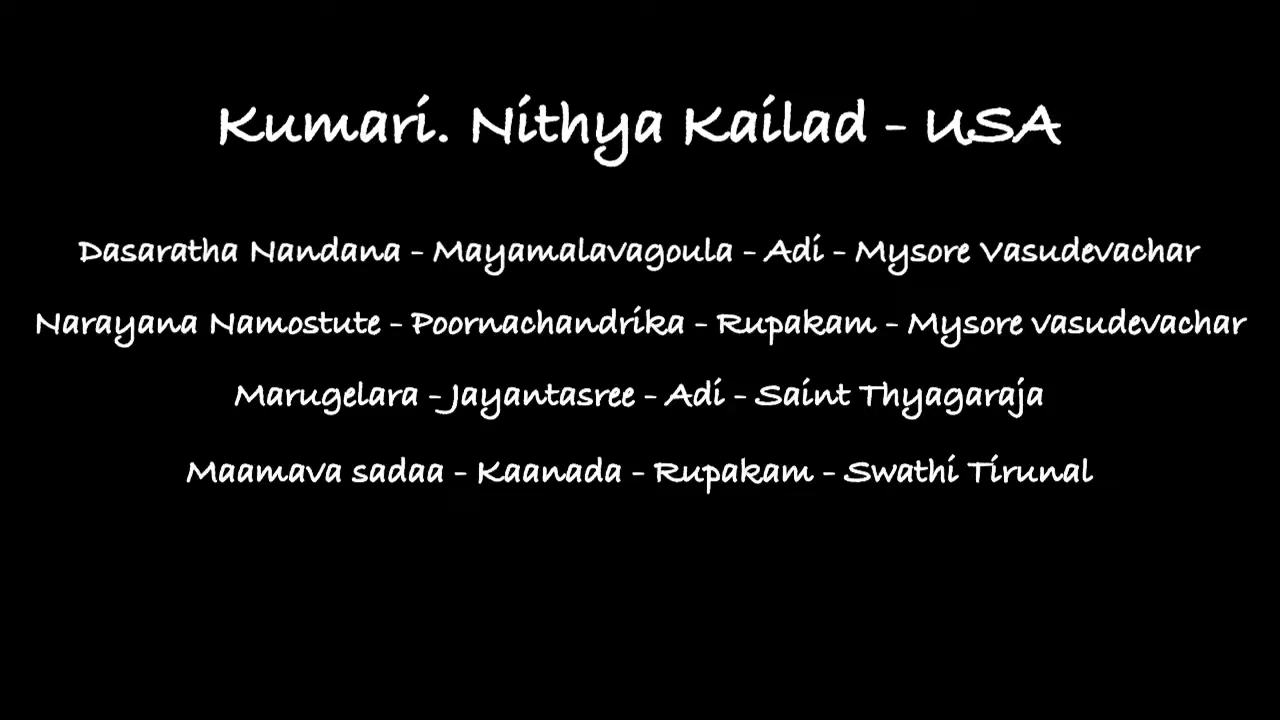 Kumari. Nithya Kailad - USA
Dasaratha Nandana - Mayamalavagoula - Adi - Mysore Vasudevachar
Narayana Namostute - Poornachandrika - Rupakam - Mysore vasudevachar
Marugelara - Jayantasree - Adi - Saint Thyagaraja
Maamava sadaa - Kaanada - Rupakam - Swathi Tirunal